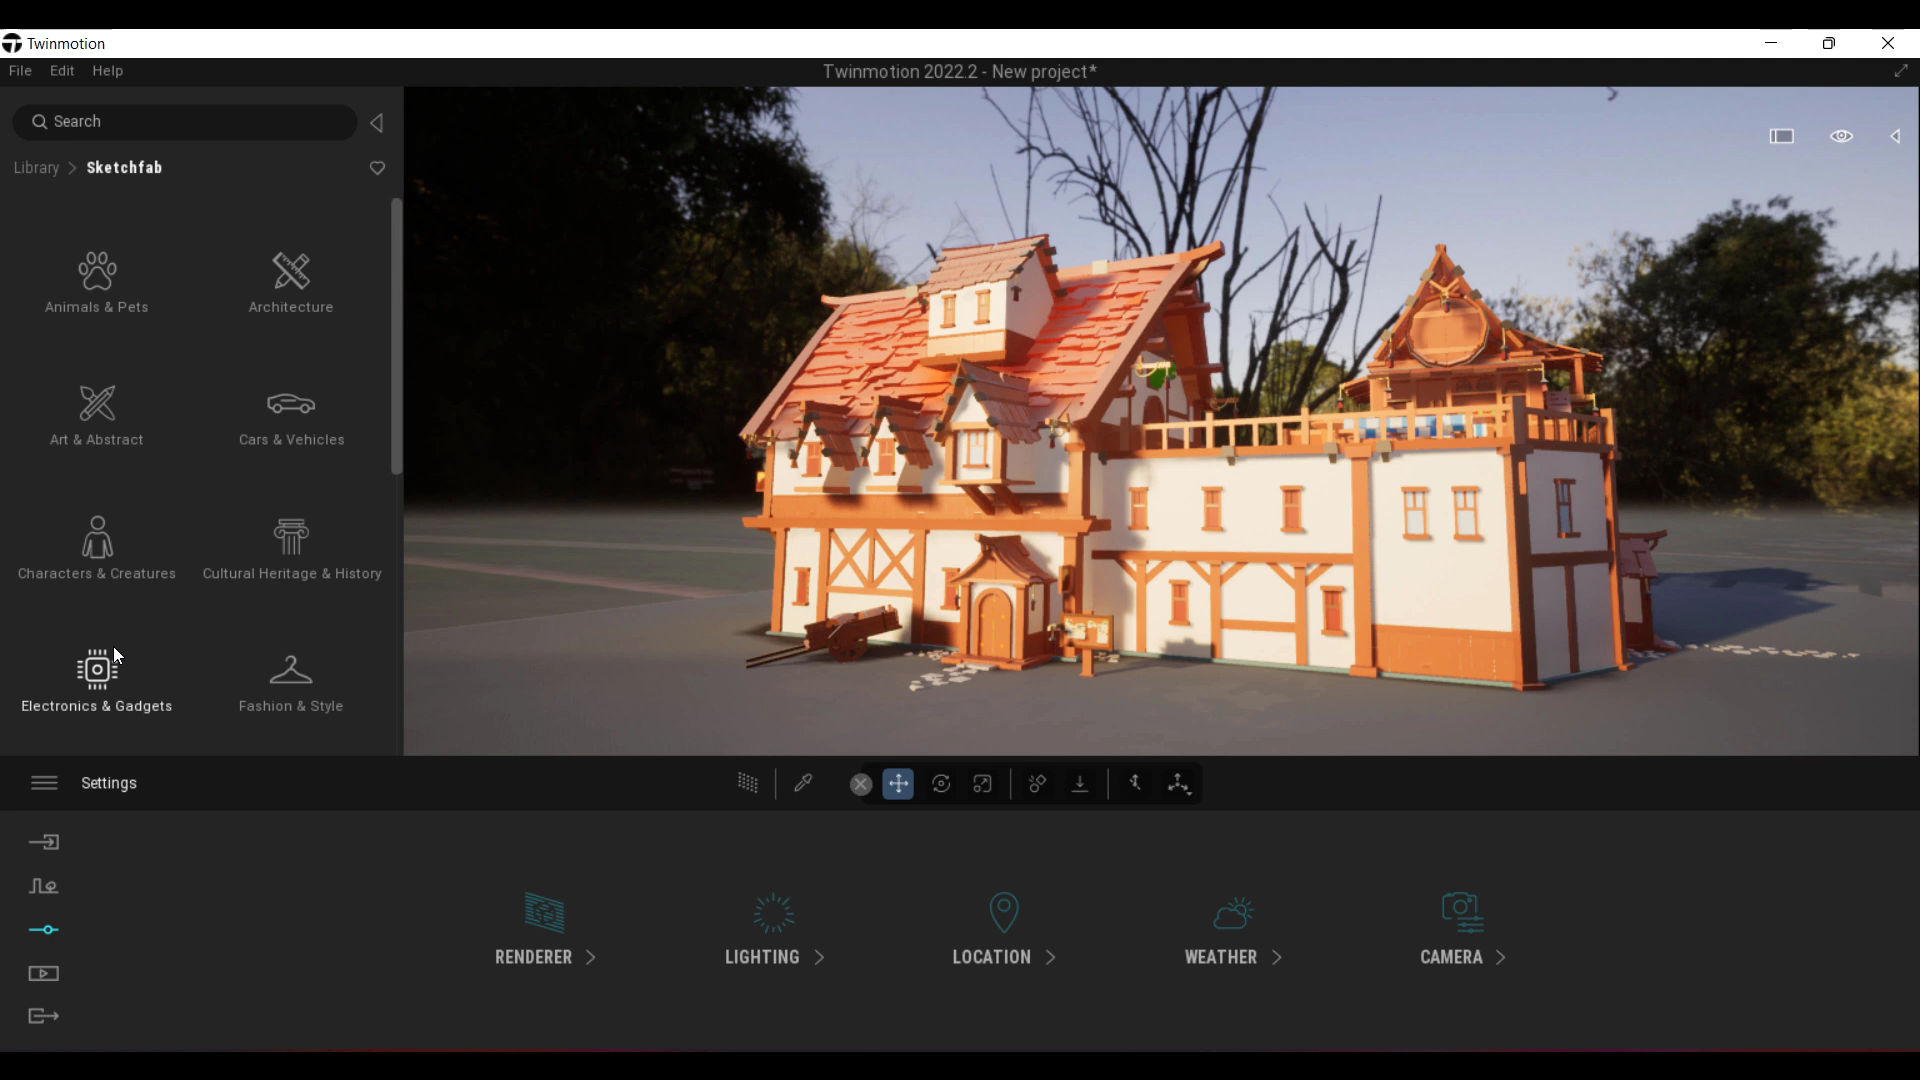 Twinmotion
File Edit Help
Twinmotion 2022.2 - New project*
Search
Library > Sketchfab
Animals & Pets
Architecture
Art & Abstract
Cars & Vehicles
Characters & Creatures
Cultural Heritage & History
Electronics & Gadgets
Fashion & Style
Settings
RENDERER >
LIGHTING >
LOCATION >
WEATHER >
CAMERA >